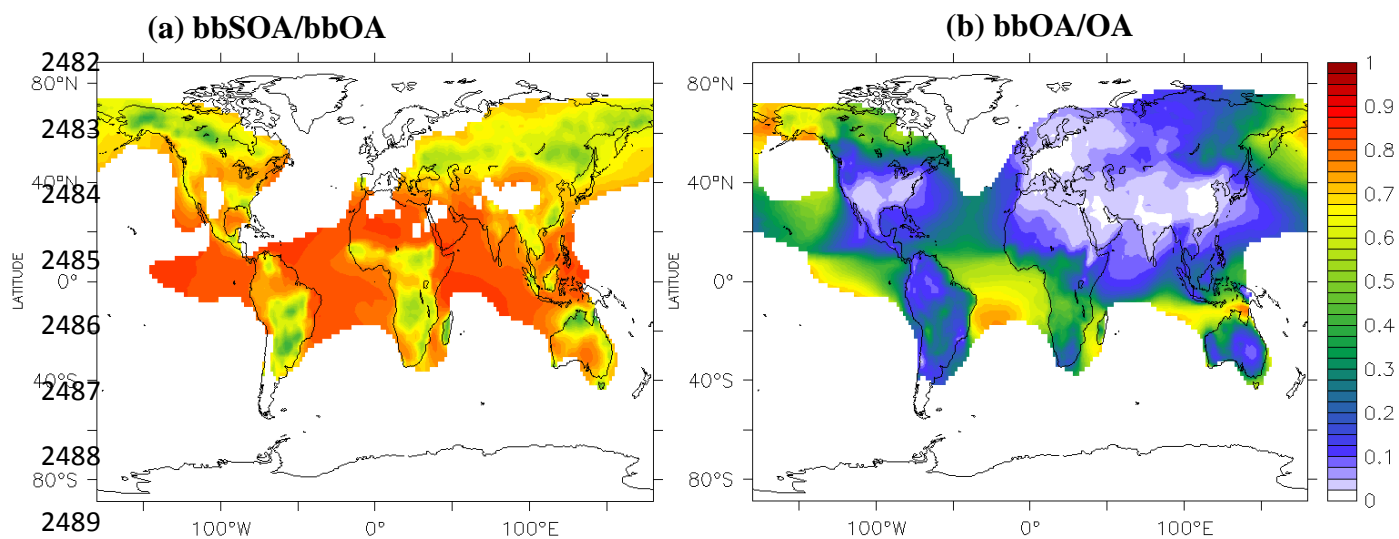 (a) bbSOA/bbOA
(b) bbOA/OA
2482
2483
2484
2485
2486
2487
2488
2489
LATITUDE
80°N
40°N
0°
40°S
80°S
100°W 0° 100°E
LATITUDE
80°N
40°N
0°
40°S
80°S
100°W 0° 100°E
1
0.9
0.8
0.7
0.6
0.5
0.4
0.3
0.2
0.1
0